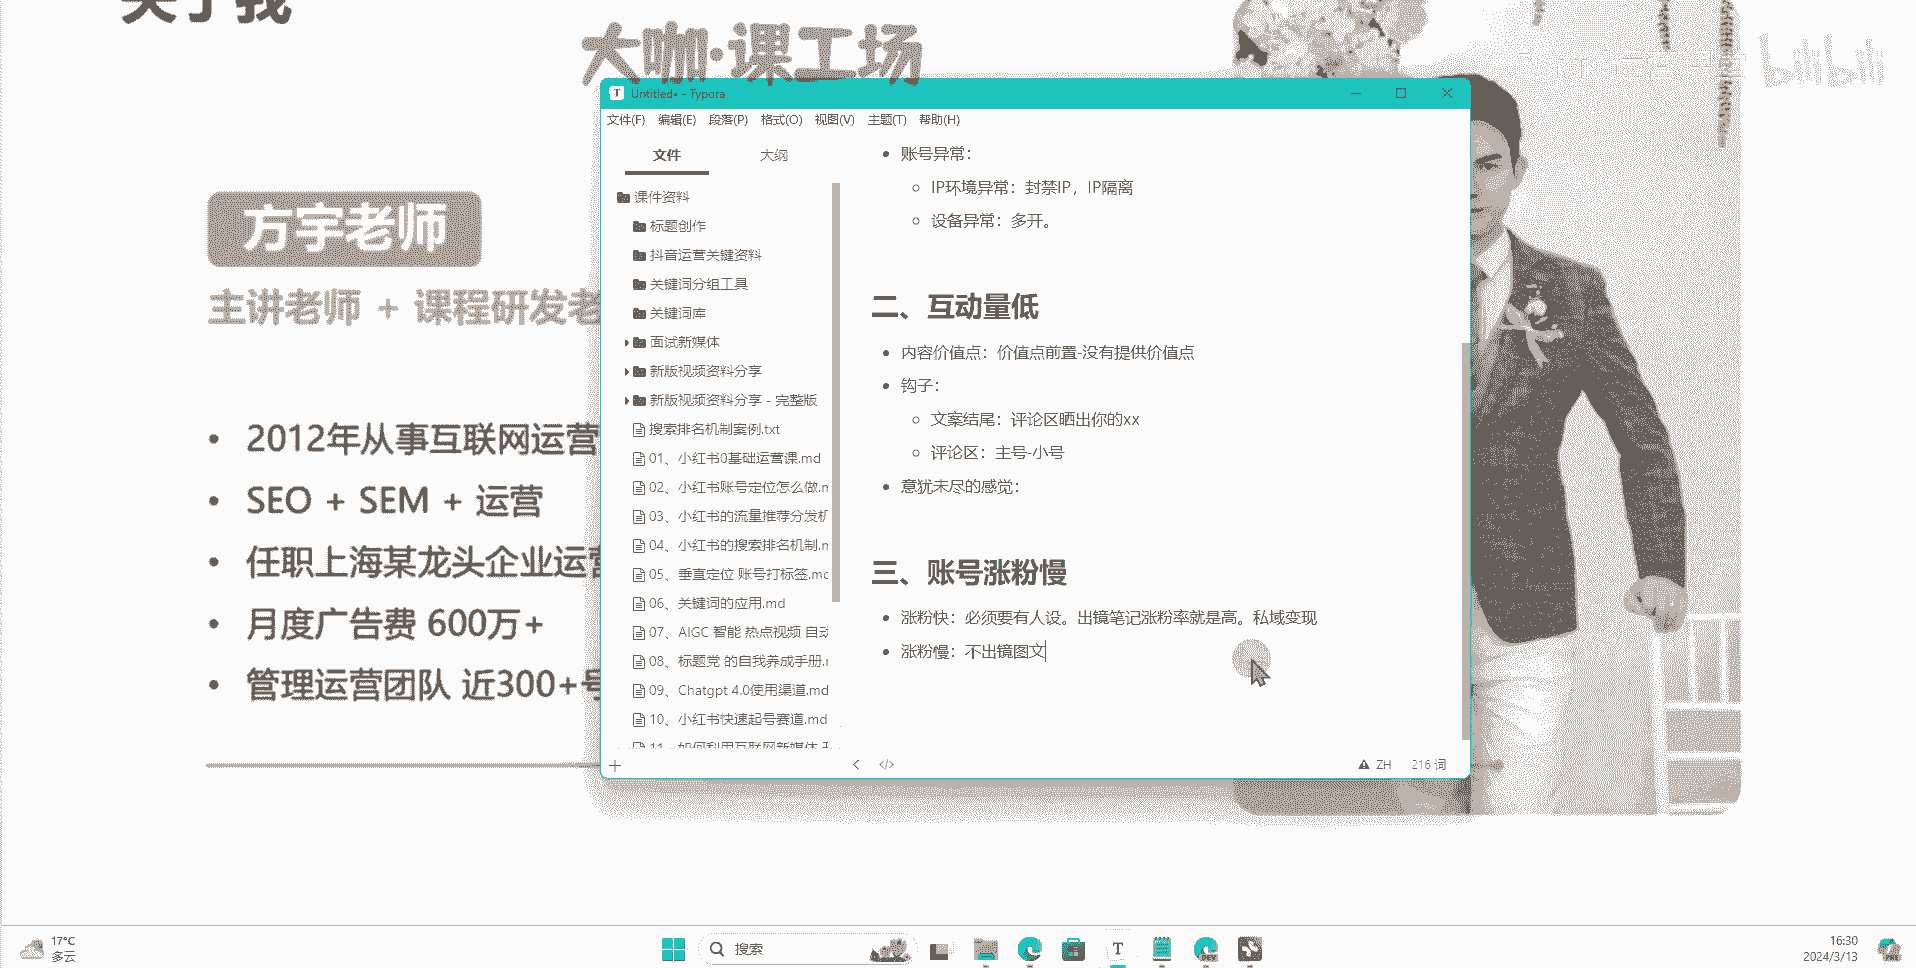 关于我
大咖·课工场
bilibili
方宇老师
主讲老师 + 课程研发老
2012年从事互联网运营
SEO + SEM + 运营
任职上海某龙头企业运营
月度广告费 600万+
管理运营团队 近300+号
Untitled• - Typora
文件(F) 编辑(E) 段落(P) 格式(O) 视图(V) 主题(T) 帮助(H)
文件 大纲
课件资料
标题创作
抖音运营关键资料
关键词分组工具
关键词库
面试新媒体
新版视频资料分享
新版视频资料分享 - 完整版
搜索排名机制案例.txt
01、小红书0基础运营课.md
02、小红书账号定位怎么做.m
03、小红书的流量推荐分发机
04、小红书的搜索排名机制.m
05、垂直定位 账号打标签.md
06、关键词的应用.md
07、AIGC 智能 热点视频 自动
08、标题党 的自我养成手册.m
09、Chatgpt 4.0使用渠道.md
10、小红书快速起号赛道.md
11、如何利用互联网新媒体
账号异常：
IP环境异常：封禁IP，IP隔离
设备异常：多开。
二、互动量低
内容价值点：价值点前置-没有提供价值点
钩子：
文案结尾：评论区晒出你的xx
评论区：主号-小号
意犹未尽的感觉：
三、账号涨粉慢
涨粉快：必须要有人设。出镜笔记涨粉率就是高。私域变现
涨粉慢：不出镜图文
ZH 216 词
17°C
多云
搜索
T
DEV
16:30
2024/3/13
PRE